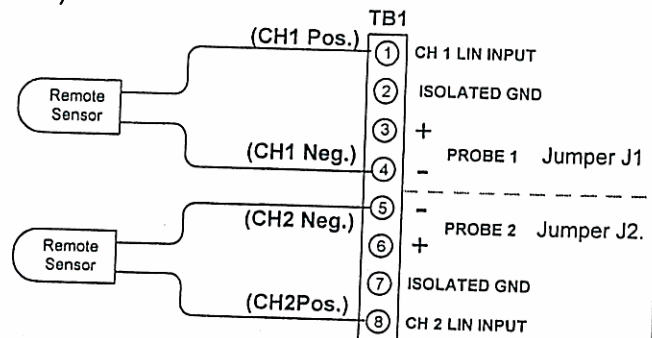 TB1
(CH1 Pos.)
1 CH 1 LIN INPUT
2 ISOLATED GND
Remote
Sensor
3 +
PROBE 1 Jumper J1
(CH1 Neg.)
4 -
5 -
(CH2 Neg.)
PROBE 2 Jumper J2.
6 +
Remote
Sensor
7 ISOLATED GND
(CH2Pos.)
8 CH 2 LIN INPUT